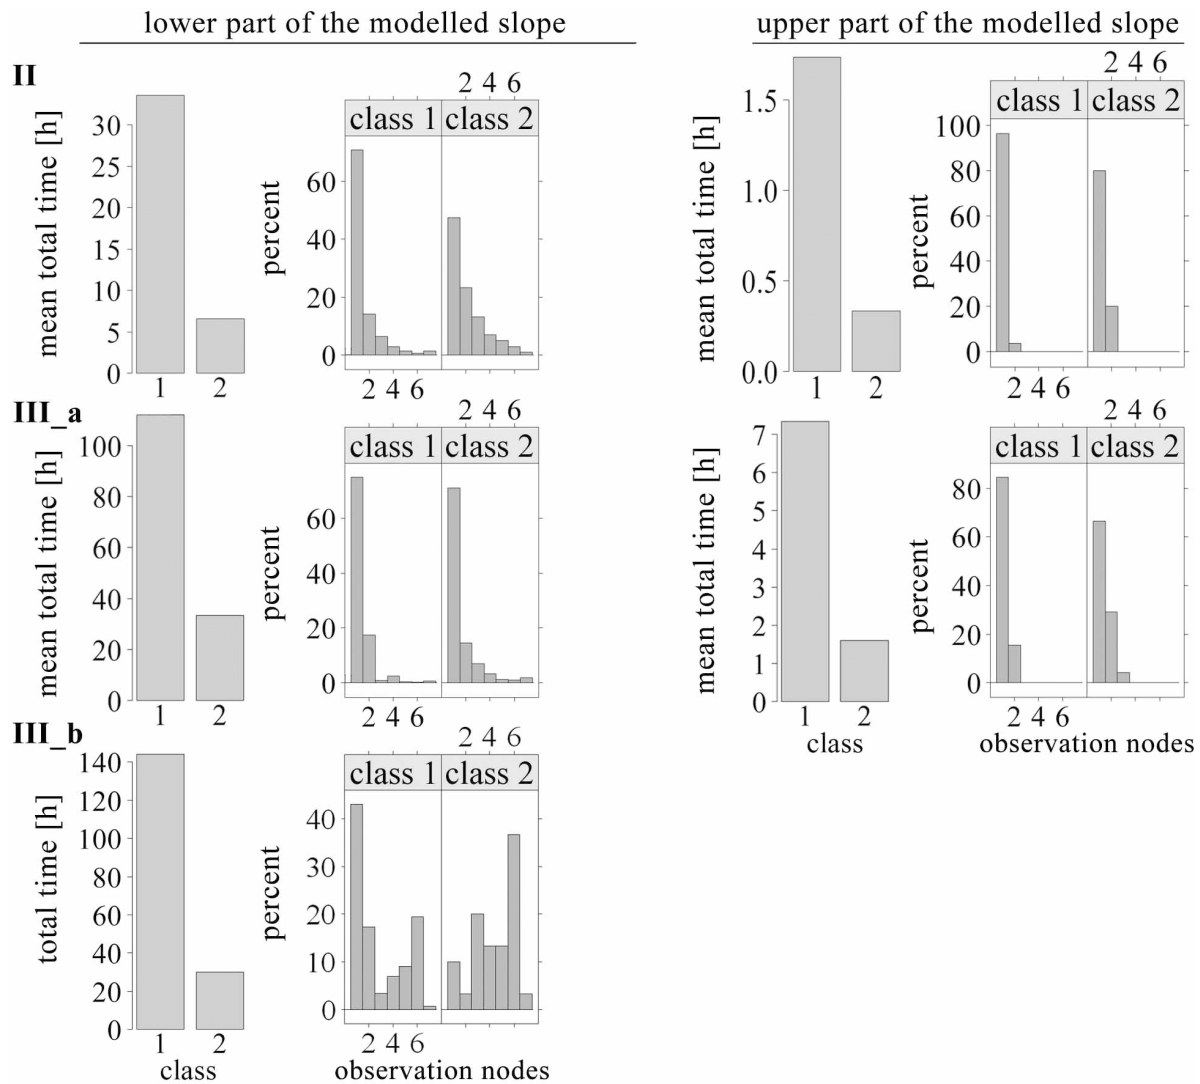 lower part of the modelled slope
upper part of the modelled slope
II
mean total time [h]
30
25
20
15
10
5
0
1 2
percent
2 4 6
class 1 class 2
60
40
20
0
2 4 6
mean total time [h]
1.5
1.0
0.5
0.0
1 2
percent
2 4 6
class 1 class 2
100
80
60
40
20
0
2 4 6
III_a
mean total time [h]
100
80
60
40
20
0
1 2
percent
2 4 6
class 1 class 2
60
40
20
0
2 4 6
mean total time [h]
7
6
5
4
3
2
1
0
1 2
class
percent
2 4 6
class 1 class 2
80
60
40
20
0
2 4 6
observation nodes
III_b
total time [h]
140
120
100
80
60
40
20
0
1 2
class
percent
2 4 6
class 1 class 2
40
30
20
10
0
2 4 6
observation nodes